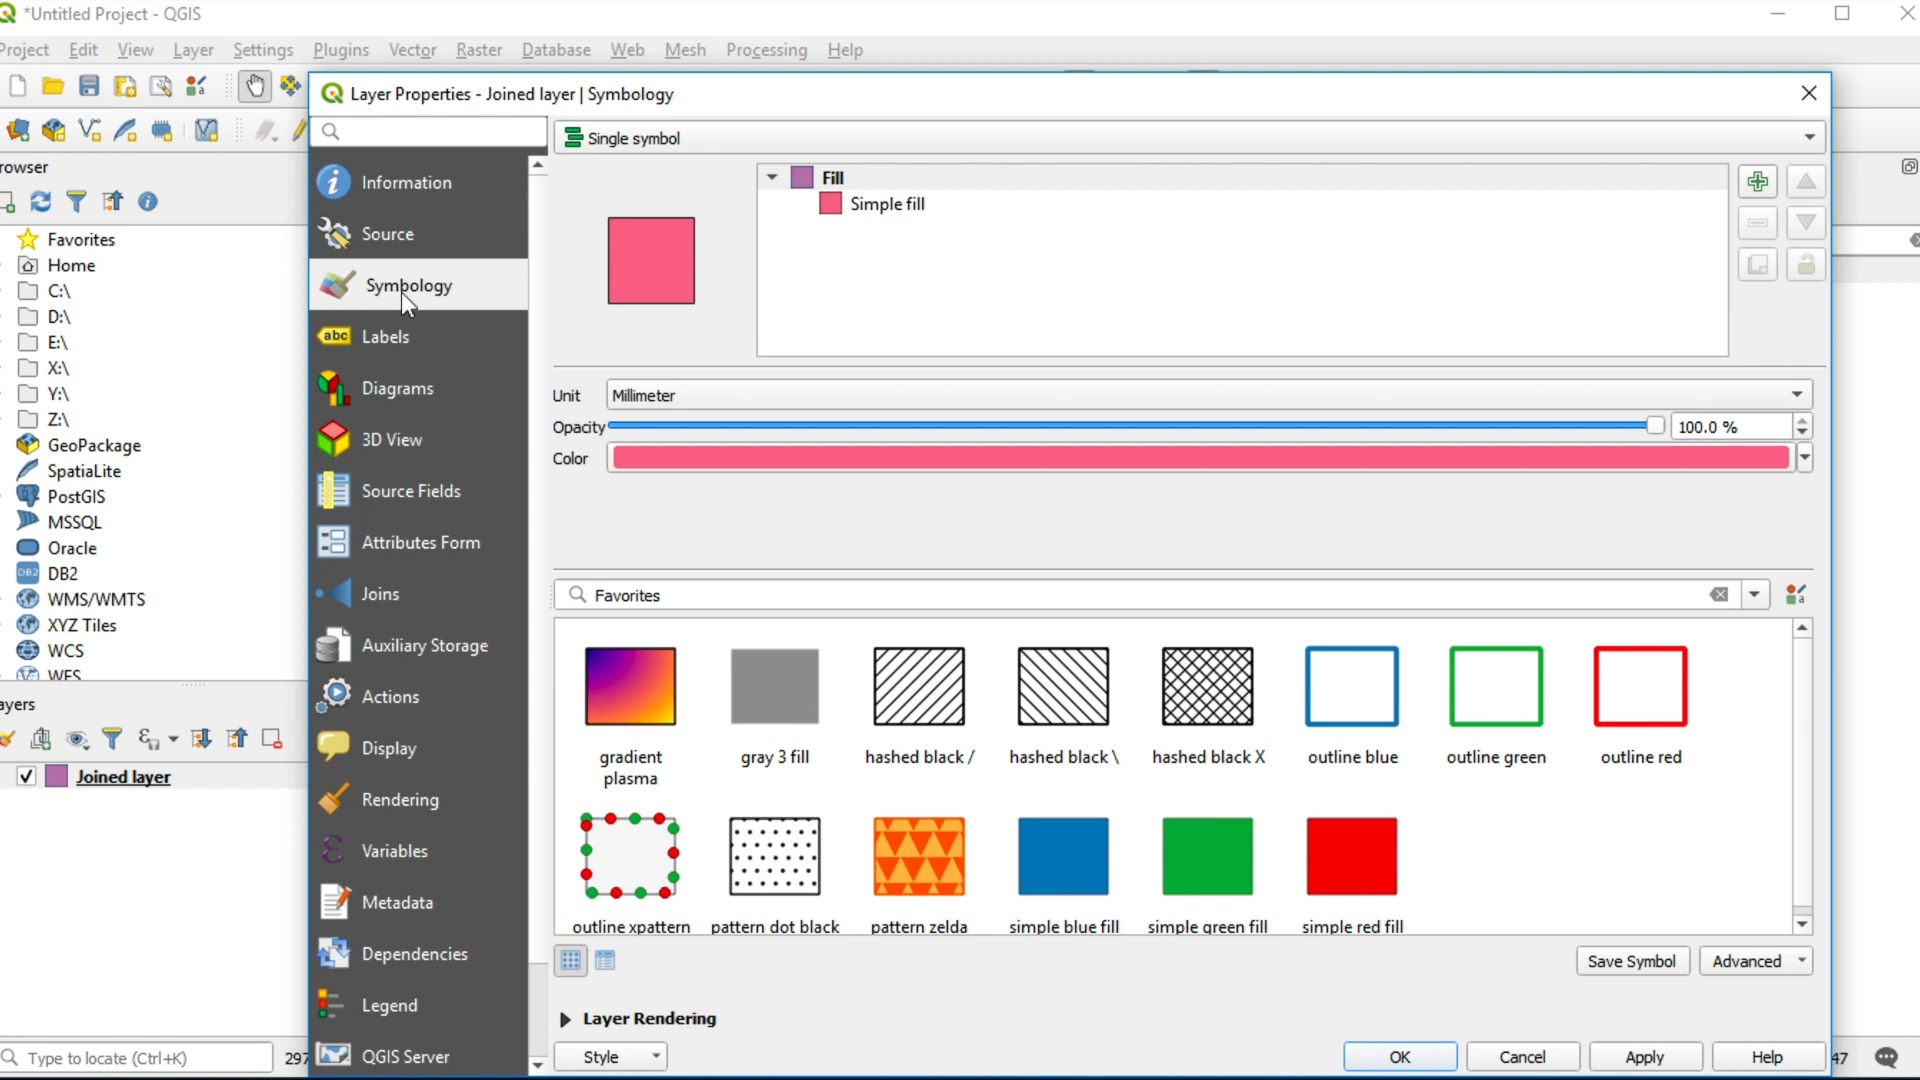 *Untitled Project - QGIS
Project Edit View Layer Settings Plugins Vector Raster Database Web Mesh Processing Help
Layer Properties - Joined layer | Symbology
rowser
Favorites
Home
C:\
D:\
E:\
X:\
Y:\
Z:\
GeoPackage
SpatiaLite
PostGIS
MSSQL
Oracle
DB2
DB2
WMS/WMTS
XYZ Tiles
WCS
WFS
ayers
Joined layer
Type to locate (Ctrl+K)
297
Information
Source
Symbology
abc
Labels
Diagrams
3D View
Source Fields
Attributes Form
Joins
Auxiliary Storage
Actions
Display
Rendering
Variables
Metadata
Dependencies
Legend
QGIS Server
Single symbol
Fill
Simple fill
Unit Millimeter
Opacity 100.0 %
Color
Favorites
gradient plasma
gray 3 fill
hashed black /
hashed black \
hashed black X
outline blue
outline green
outline red
outline xpattern
pattern dot black
pattern zelda
simple blue fill
simple green fill
simple red fill
Save Symbol
Advanced
Layer Rendering
Style
OK
Cancel
Apply
Help
47